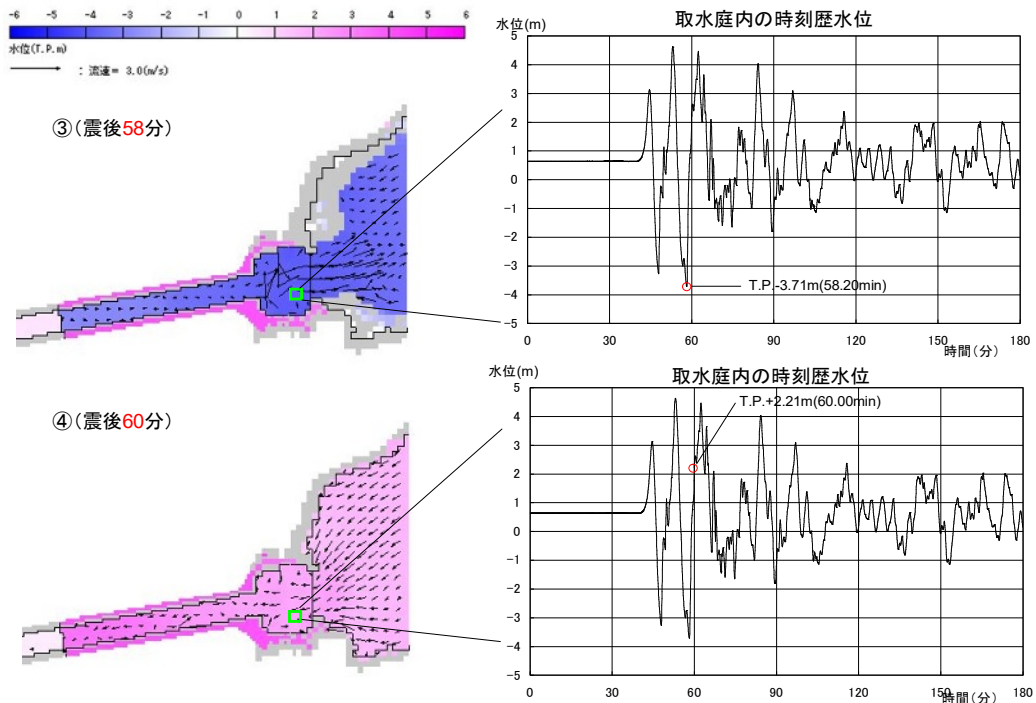 -6 -5 -4 -3 -2 -1 0 1 2 3 4 5 6
水位(T.P.m)
: 流速= 3.0(m/s)
③(震後58分)
水位(m)
取水庭内の時刻歴水位
5
4
3
2
1
0
-1
-2
-3
-4
-5
T.P.-3.71m(58.20min)
0 30 60 90 120 150 180
時間(分)
④(震後60分)
水位(m)
取水庭内の時刻歴水位
T.P.+2.21m(60.00min)
5
4
3
2
1
0
-1
-2
-3
-4
-5
0 30 60 90 120 150 180
時間(分)